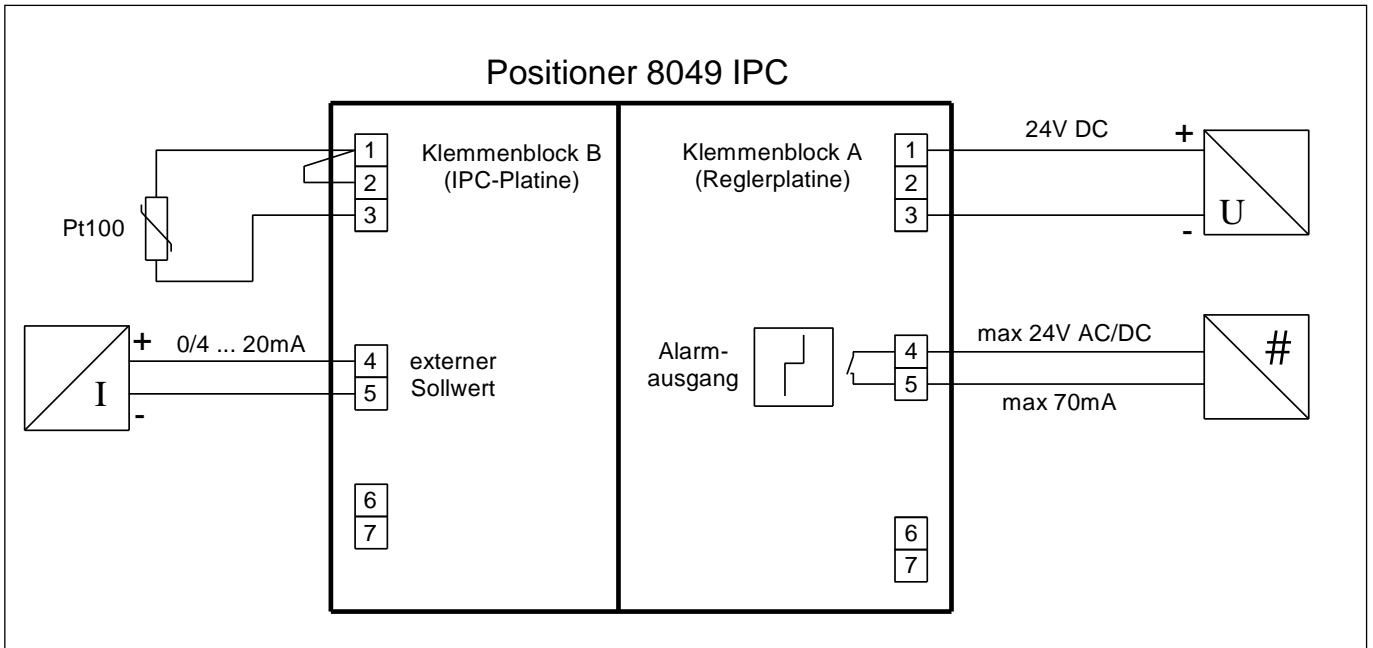 Positioner 8049 IPC
1
2
3
Klemmenblock B
(IPC-Platine)
Pt100
I
+
-
0/4 ... 20mA
4
5
externer
Sollwert
6
7
Klemmenblock A
(Reglerplatine)
1
2
3
24V DC
+
-
U
Alarm-
ausgang
4
5
max 24V AC/DC
max 70mA
#
6
7